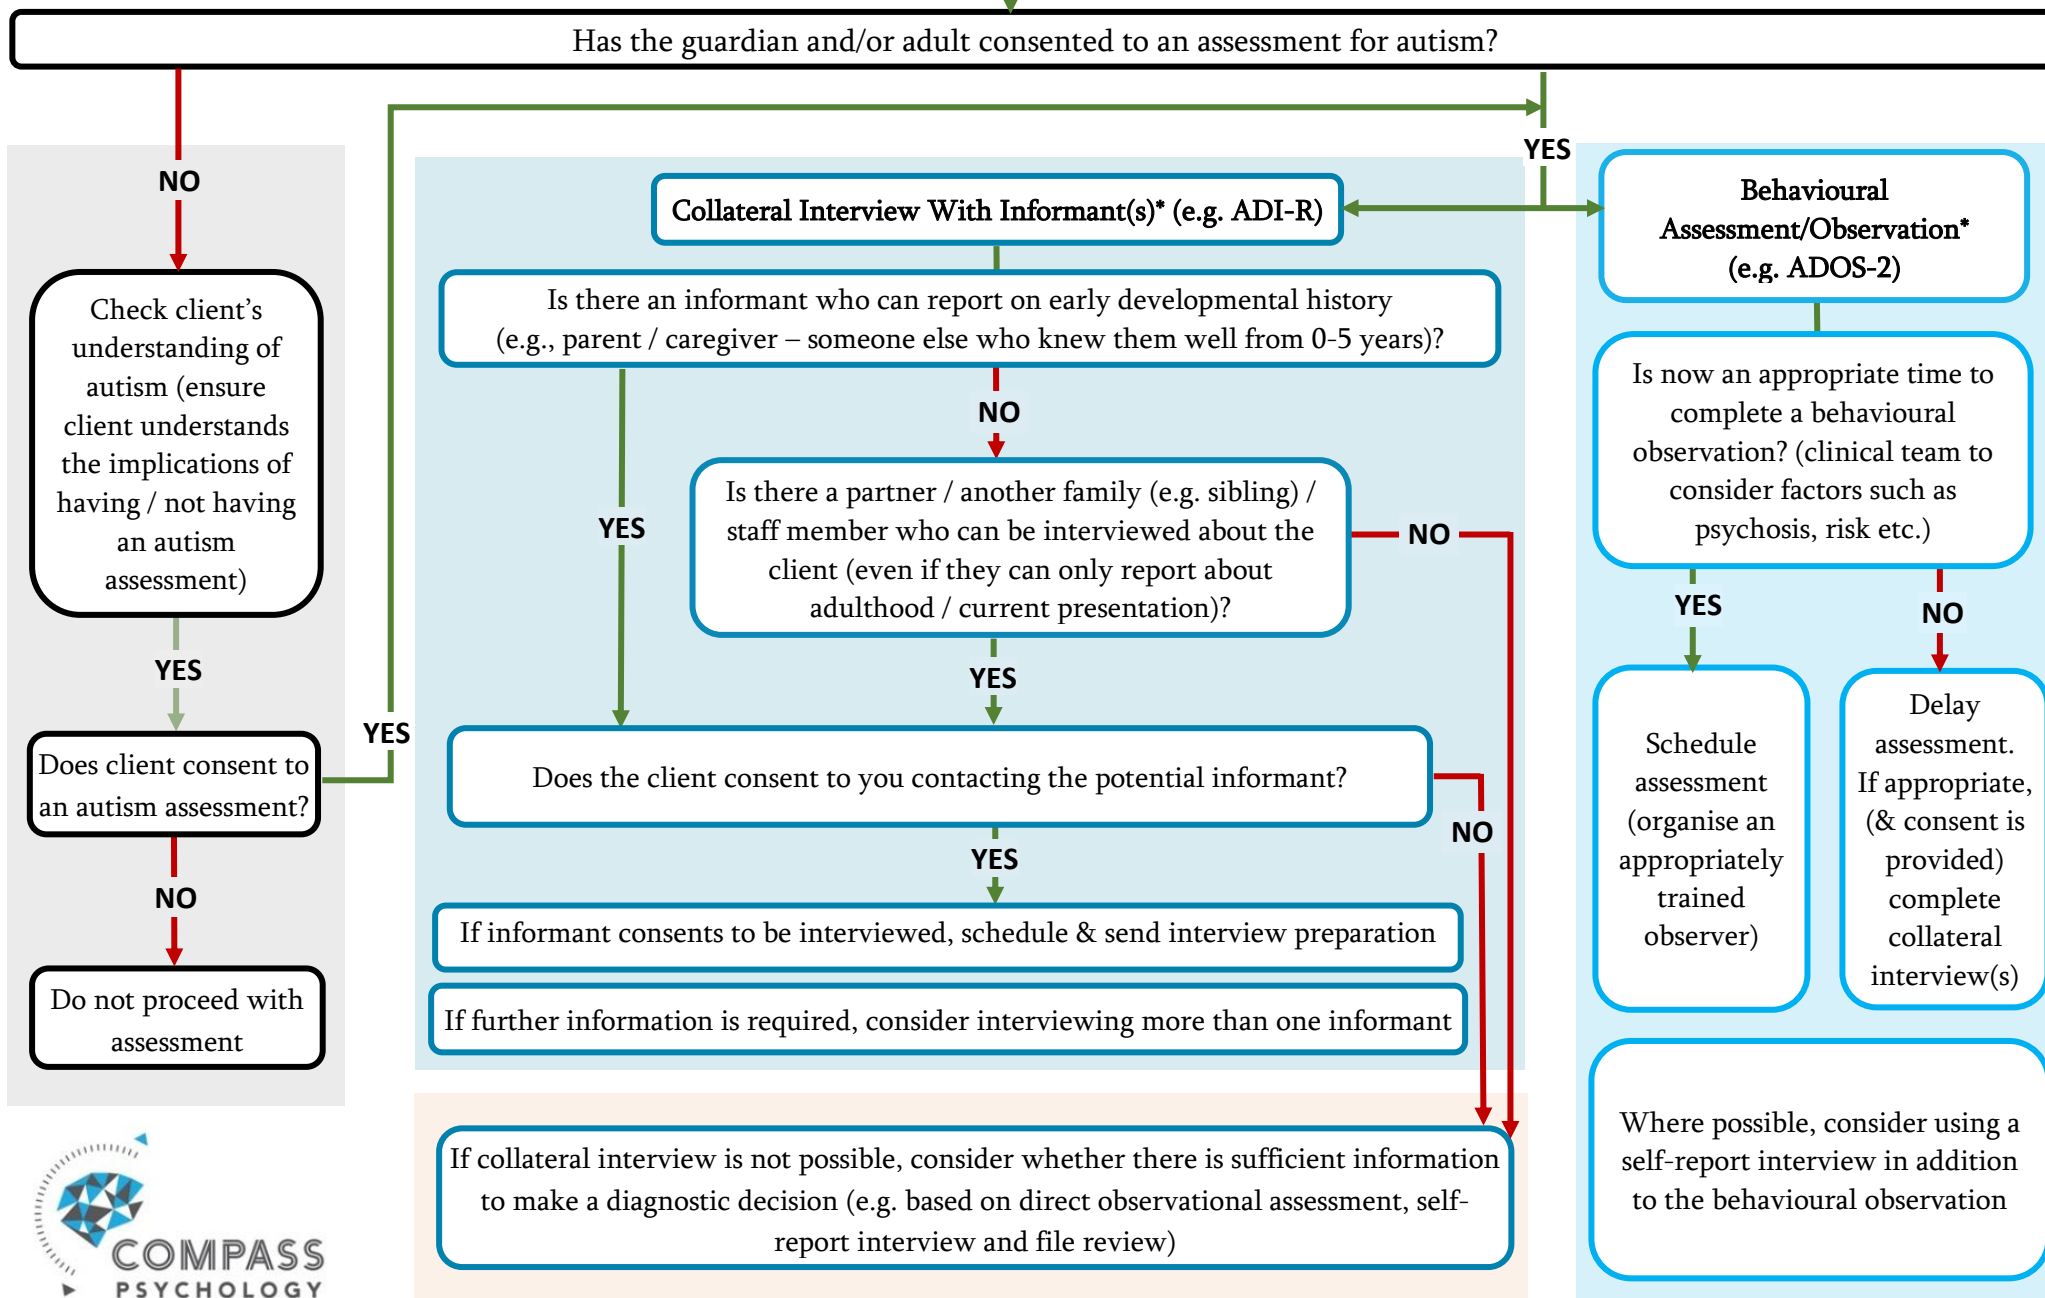 Has the guardian and/or adult consented to an assessment for autism?
NO
Check client’s
understanding of
autism (ensure
client understands
the implications of
having / not having
an autism
assessment)
YES
Does client consent to
an autism assessment?
YES
NO
Do not proceed with
assessment
YES
Collateral Interview With Informant(s)* (e.g. ADI-R)
Is there an informant who can report on early developmental history
(e.g., parent / caregiver – someone else who knew them well from 0-5 years)?
YES
NO
Is there a partner / another family (e.g. sibling) /
staff member who can be interviewed about the
client (even if they can only report about
adulthood / current presentation)?
NO
YES
Does the client consent to you contacting the potential informant?
NO
YES
If informant consents to be interviewed, schedule & send interview preparation
If further information is required, consider interviewing more than one informant
If collateral interview is not possible, consider whether there is sufficient information
to make a diagnostic decision (e.g. based on direct observational assessment, self-
report interview and file review)
Behavioural
Assessment/Observation*
(e.g. ADOS-2)
Is now an appropriate time to
complete a behavioural
observation? (clinical team to
consider factors such as
psychosis, risk etc.)
YES
NO
Schedule
assessment
(organise an
appropriately
trained
observer)
Delay
assessment.
If appropriate,
(& consent is
provided)
complete
collateral
interview(s)
Where possible, consider using a
self-report interview in addition
to the behavioural observation
COMPASS
PSYCHOLOGY